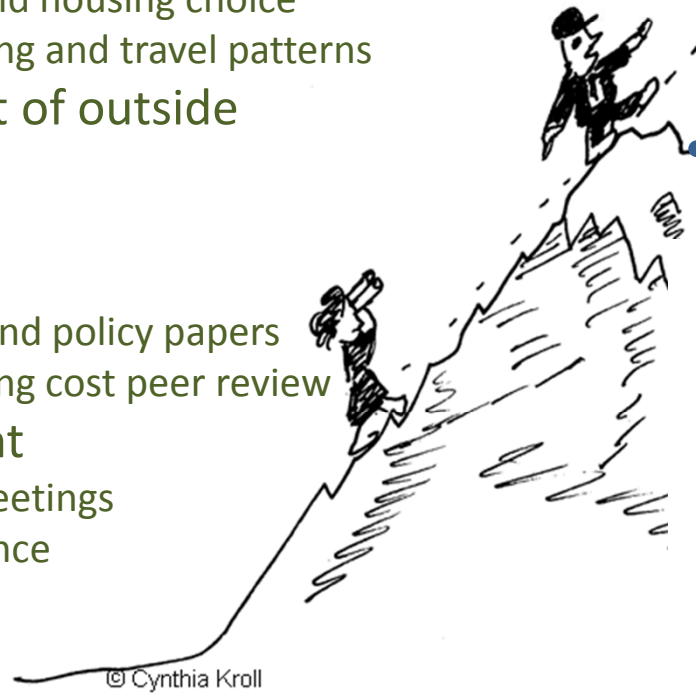 nd housing choice
ng and travel patterns
t of outside
nd policy papers
ng cost peer review
nt
eetings
nce
© Cynthia Kroll